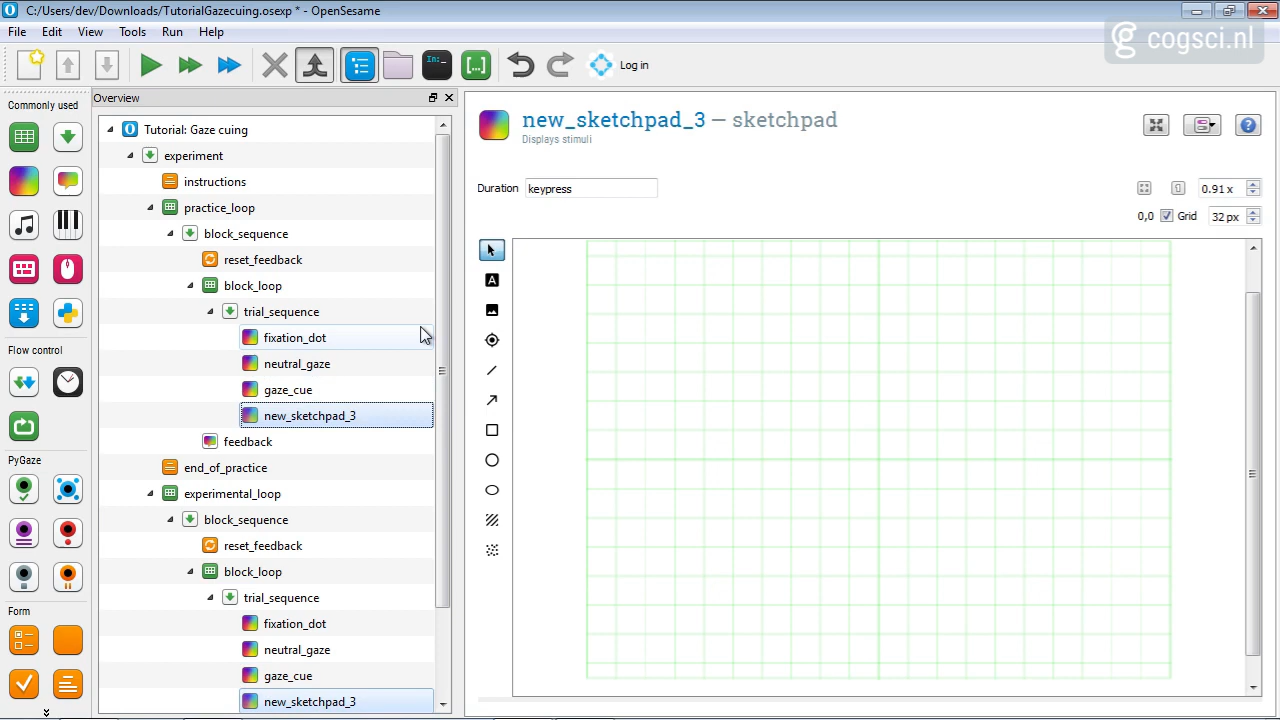 C:/Users/dev/Downloads/TutorialGazecuing.osexp * - OpenSesame
File Edit View Tools Run Help
cogsci.nl
In:_
[...]
Log in
Commonly used
Overview
Tutorial: Gaze cuing
experiment
instructions
practice_loop
block_sequence
reset_feedback
block_loop
trial_sequence
fixation_dot
neutral_gaze
gaze_cue
new_sketchpad_3
feedback
end_of_practice
experimental_loop
block_sequence
reset_feedback
block_loop
trial_sequence
fixation_dot
neutral_gaze
gaze_cue
new_sketchpad_3
Flow control
PyGaze
Form
new_sketchpad_3 – sketchpad
Displays stimuli
Duration keypress
0.91 x
0,0 Grid 32 px
A